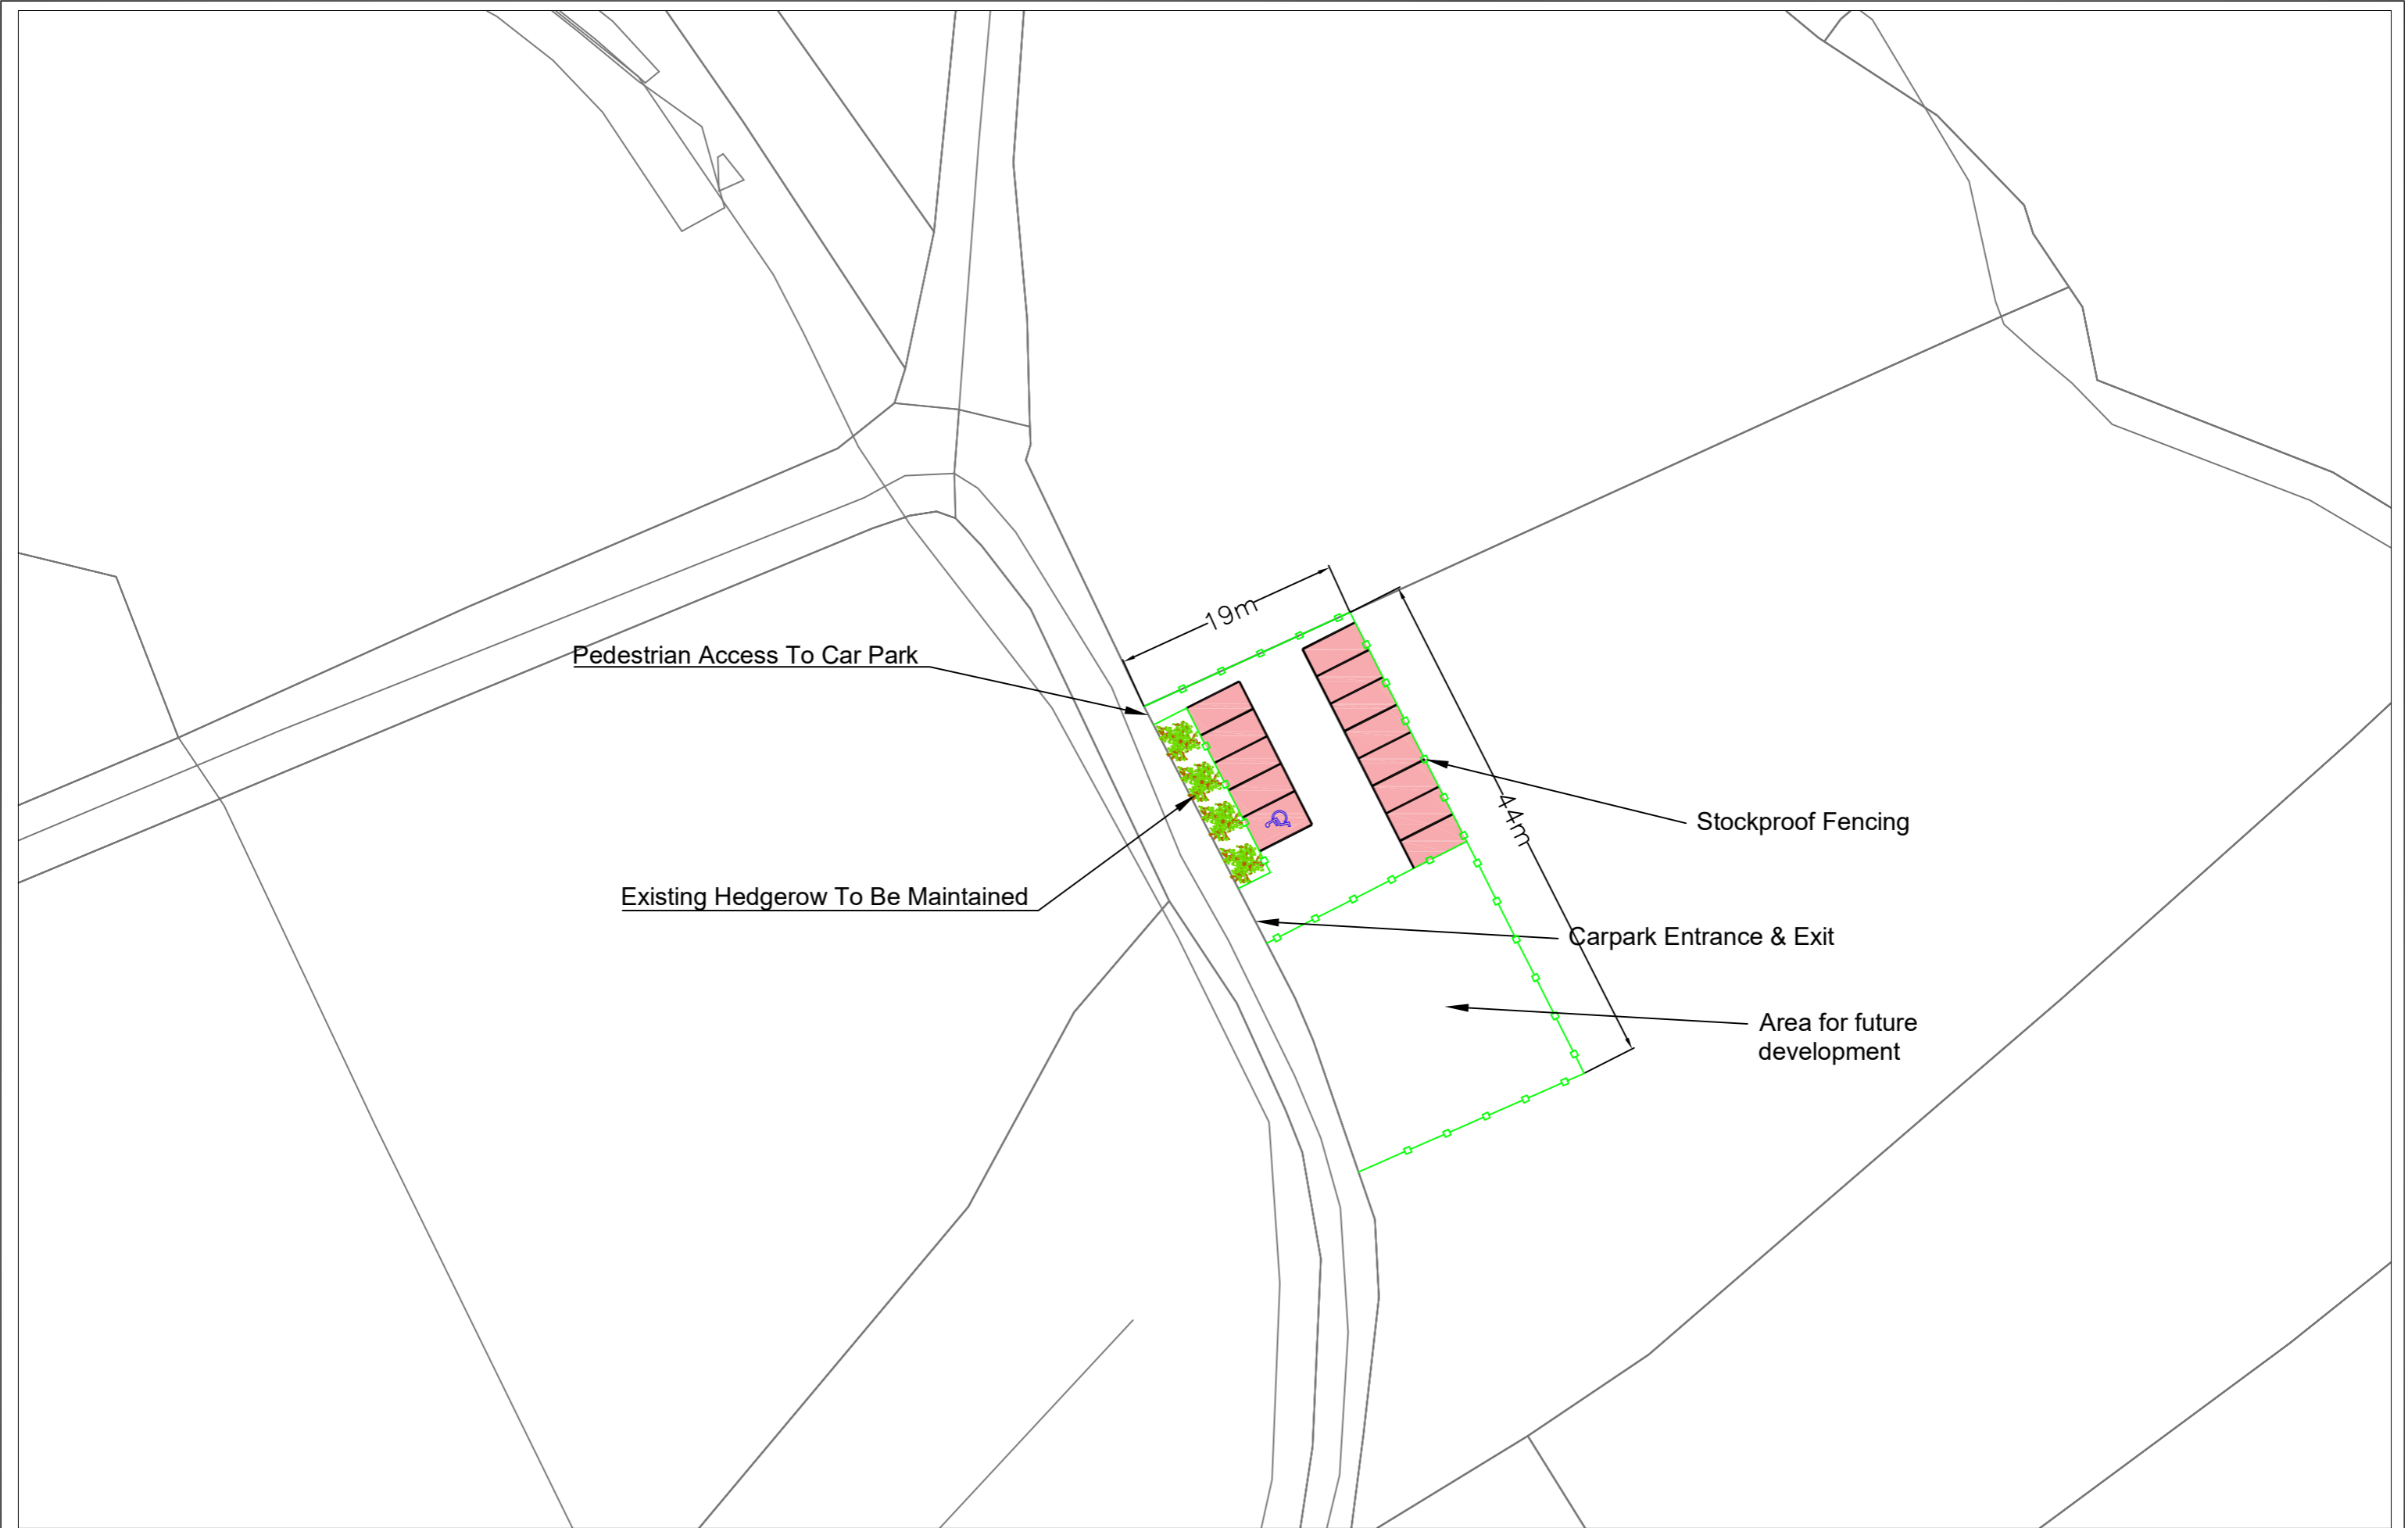 19m
Pedestrian Access To Car Park
44m
Stockproof Fencing
Existing Hedgerow To Be Maintained
Carpark Entrance & Exit
Area for future
development